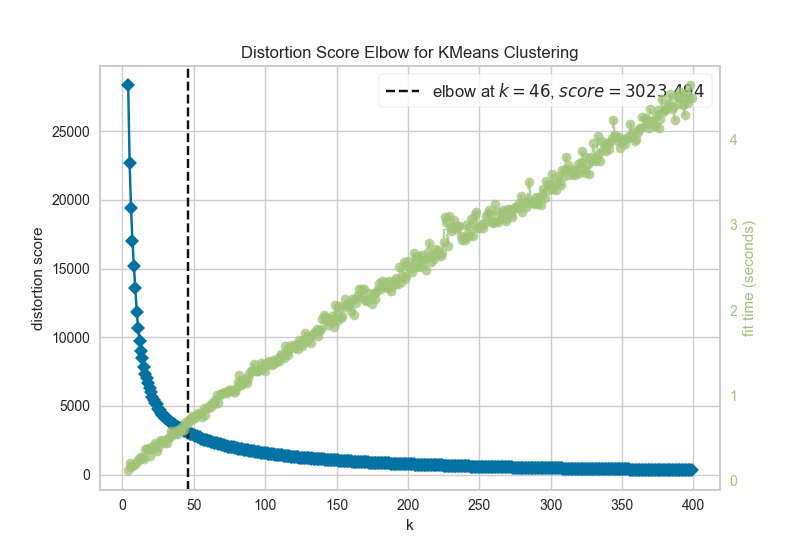 Distortion Score Elbow for KMeans Clustering
elbow at k = 46, score = 3023.494
distortion score
25000
20000
15000
10000
5000
0
0 50 100 150 200 250 300 350 400
k
4
3
2
1
0
fit time (seconds)